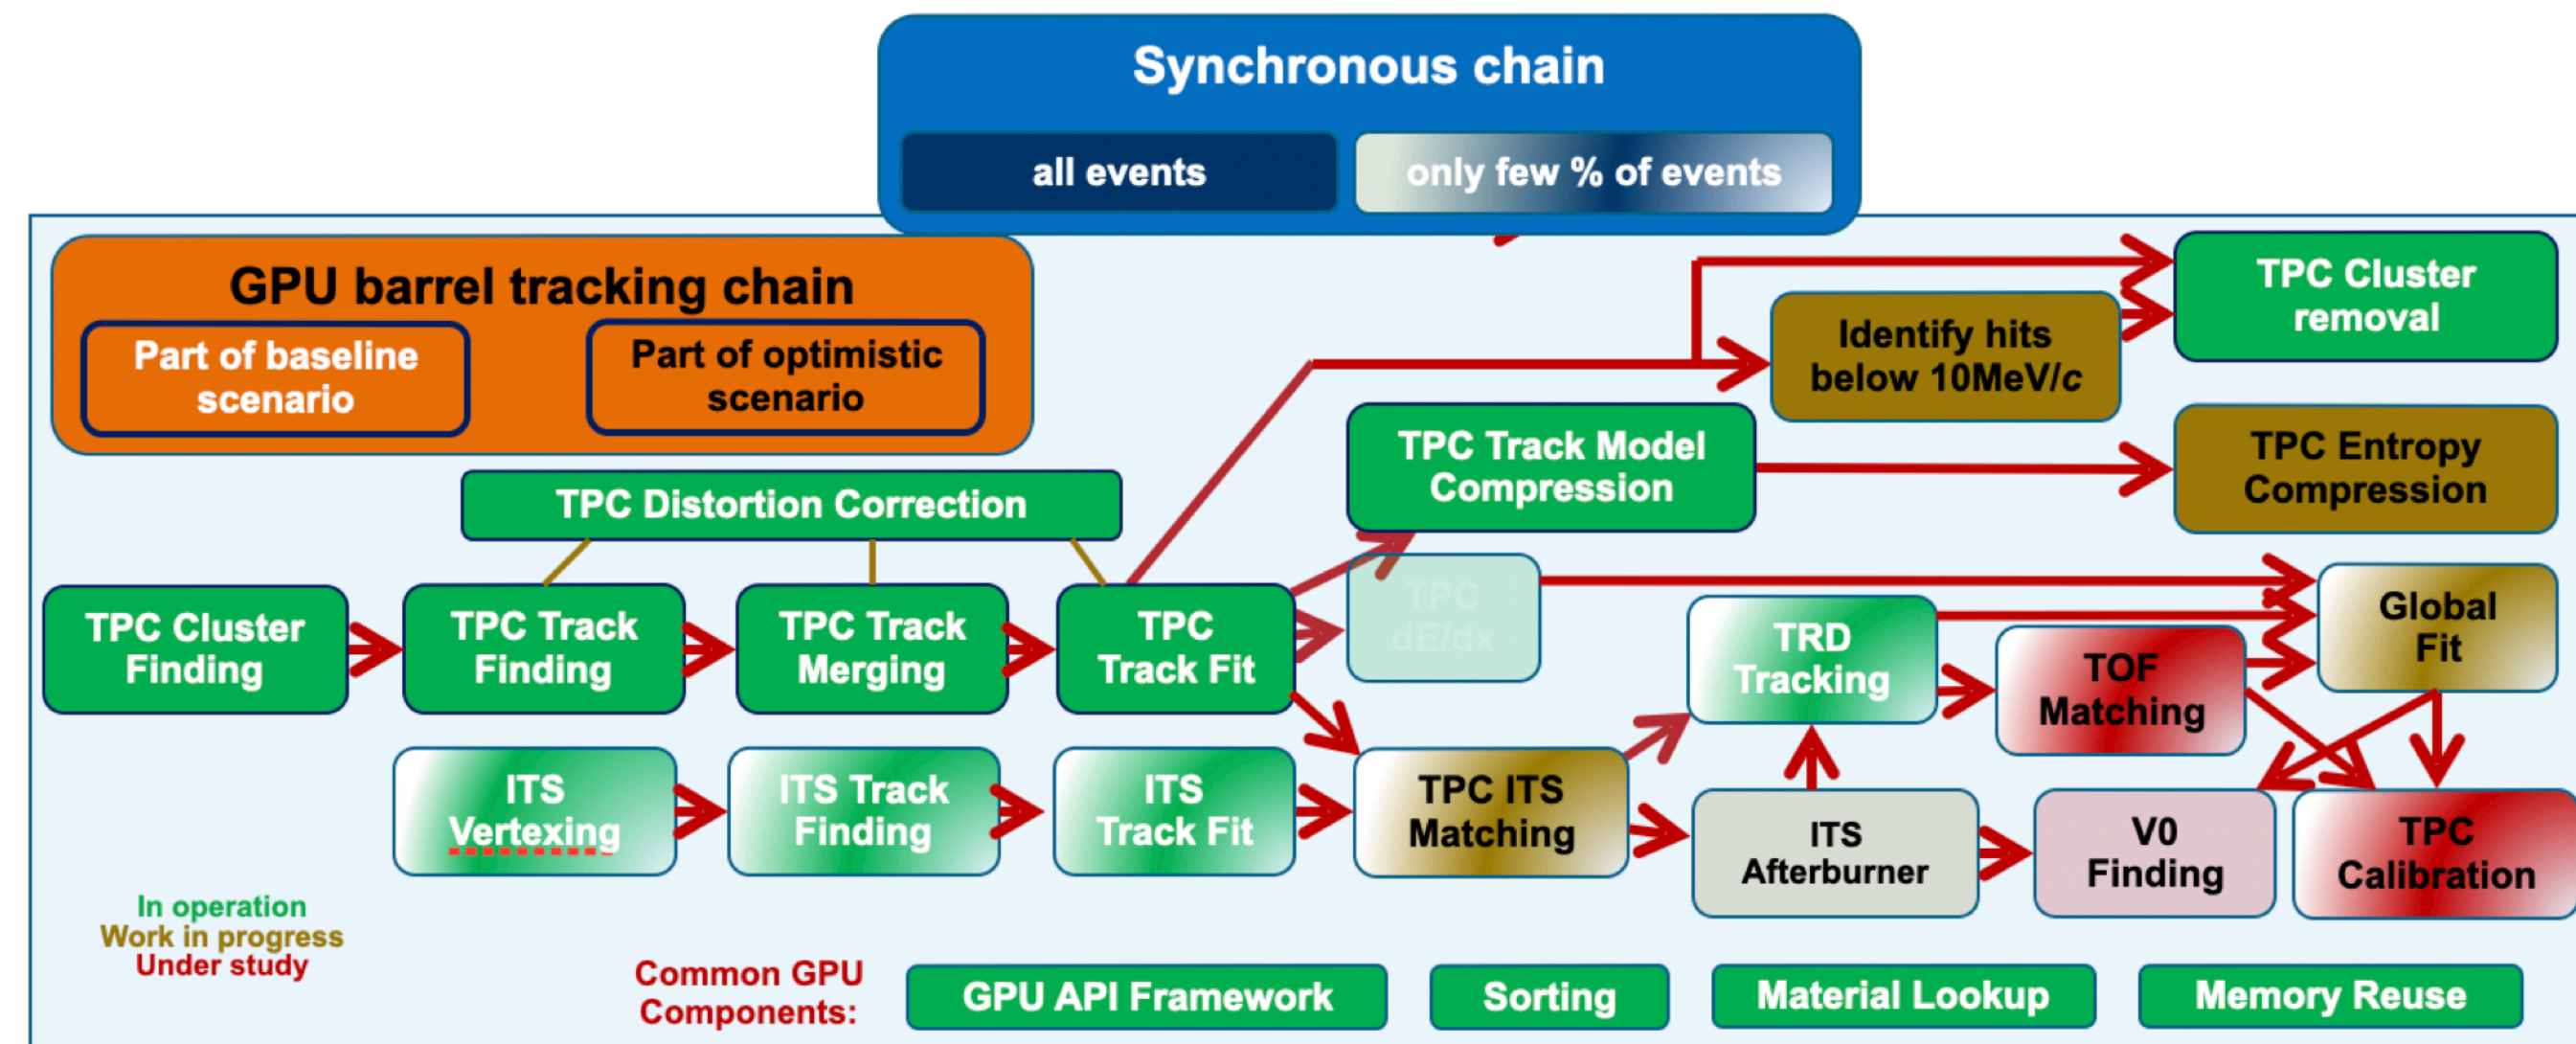 Synchronous chain
all events
only few % of events
GPU barrel tracking chain
Part of baseline
scenario
Part of optimistic
scenario
TPC Cluster
removal
Identify hits
below 10MeV/c
TPC Track Model
Compression
TPC Entropy
Compression
TPC Distortion Correction
TPC Cluster
Finding
TPC Track
Finding
TPC Track
Merging
TPC
Track Fit
TPC
dE/dx
TRD
Tracking
TOF
Matching
Global
Fit
ITS
Vertexing
ITS Track
Finding
ITS
Track Fit
TPC ITS
Matching
ITS
Afterburner
V0
Finding
TPC
Calibration
In operation
Work in progress
Under study
Common GPU
Components:
GPU API Framework
Sorting
Material Lookup
Memory Reuse